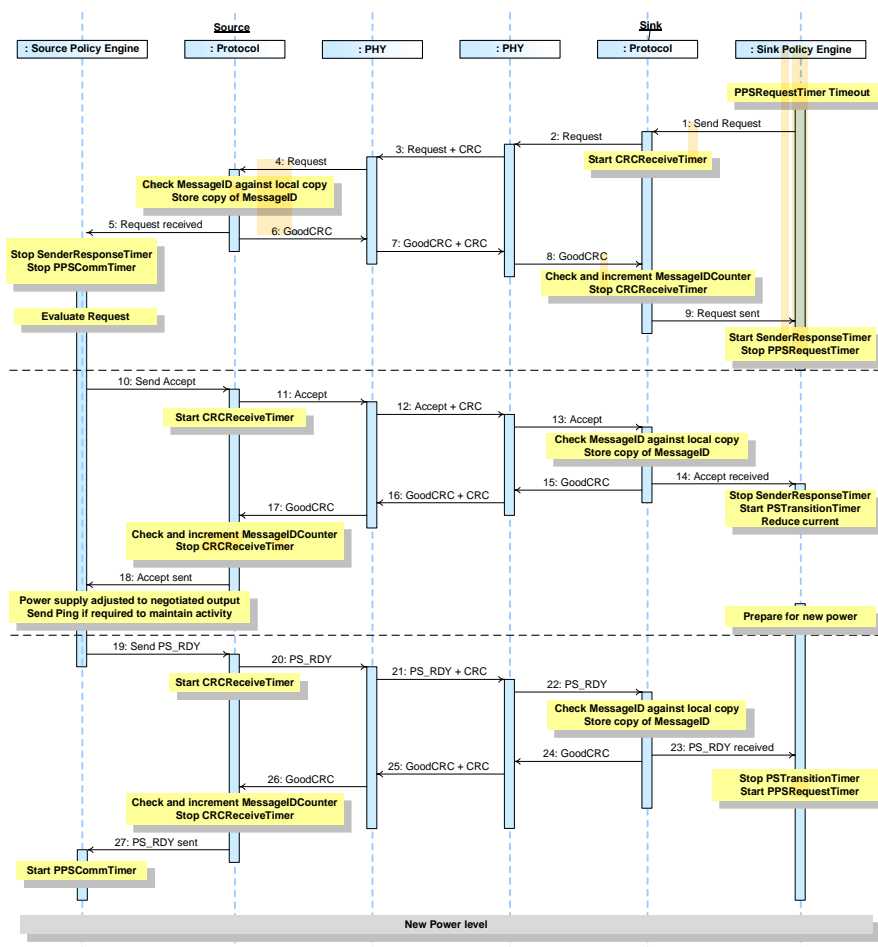 Source
Sink
: Source Policy Engine
: Protocol
: PHY
: PHY
: Protocol
: Sink Policy Engine
PPSRequestTimer Timeout
1: Send Request
2: Request
3: Request + CRC
Start CRCReceiveTimer
4: Request
Check MessageID against local copy
Store copy of MessageID
5: Request received
6: GoodCRC
7: GoodCRC + CRC
8: GoodCRC
Stop SenderResponseTimer
Stop PPSCommTimer
Check and increment MessageIDCounter
Stop CRCReceiveTimer
Evaluate Request
9: Request sent
Start SenderResponseTimer
Stop PPSRequestTimer
10: Send Accept
11: Accept
Start CRCReceiveTimer
12: Accept + CRC
13: Accept
Check MessageID against local copy
Store copy of MessageID
14: Accept received
15: GoodCRC
16: GoodCRC + CRC
17: GoodCRC
Stop SenderResponseTimer
Start PSTransitionTimer
Reduce current
Check and increment MessageIDCounter
Stop CRCReceiveTimer
18: Accept sent
Power supply adjusted to negotiated output
Send Ping if required to maintain activity
Prepare for new power
19: Send PS_RDY
20: PS_RDY
Start CRCReceiveTimer
21: PS_RDY + CRC
22: PS_RDY
Check MessageID against local copy
Store copy of MessageID
23: PS_RDY received
24: GoodCRC
25: GoodCRC + CRC
26: GoodCRC
Stop PSTransitionTimer
Start PPSRequestTimer
Check and increment MessageIDCounter
Stop CRCReceiveTimer
27: PS_RDY sent
Start PPSCommTimer
New Power level